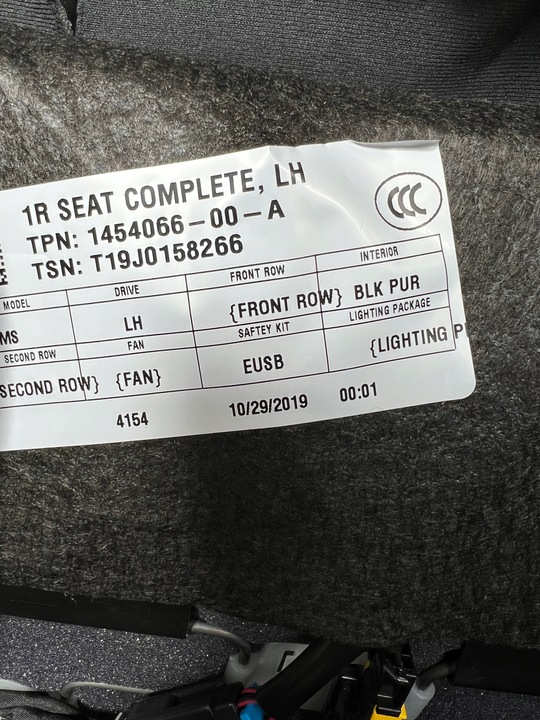 1R SEAT COMPLETE, LH
TPN: 1454066-00-A
TSN: T19J0158266
CCC
MODEL DRIVE FRONT ROW INTERIOR
MS LH {FRONT ROW} BLK PUR
SECOND ROW FAN SAFTEY KIT LIGHTING PACKAGE
SECOND ROW} {FAN} EUSB {LIGHTING P
4154 10/29/2019 00:01